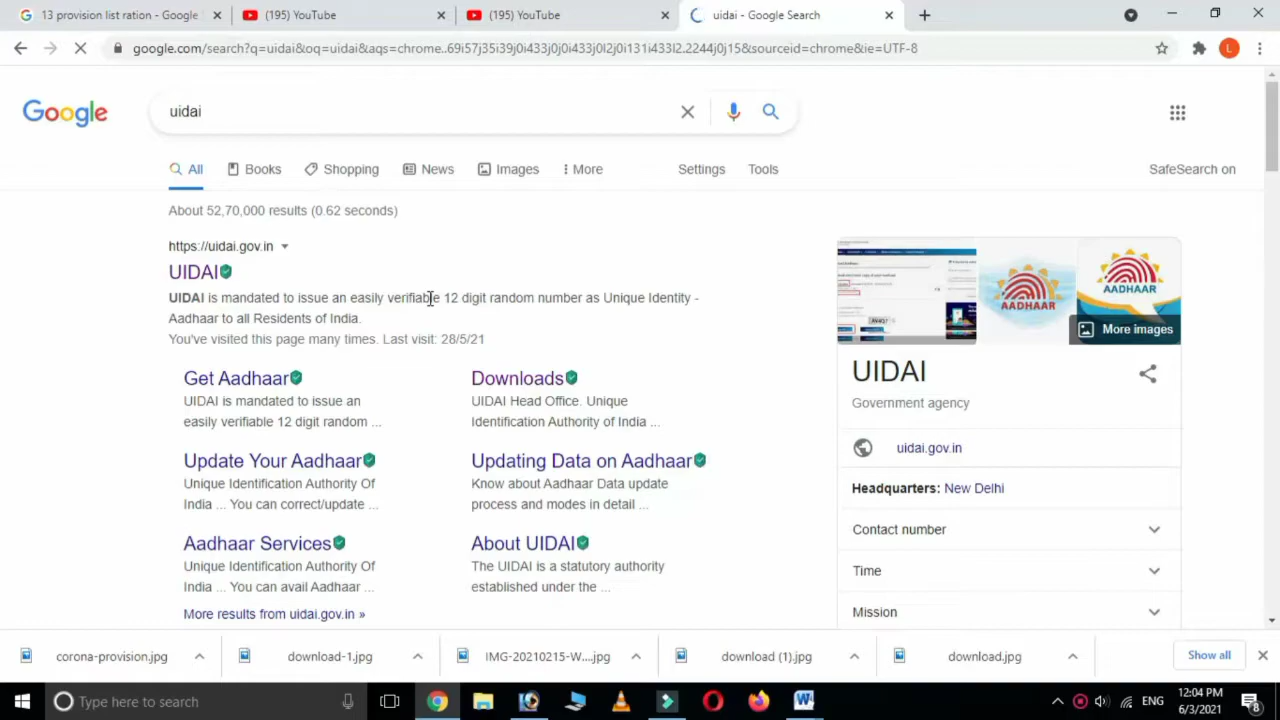 13 provision list ration - Google
(195) YouTube
(195) YouTube
uidai - Google Search
google.com/search?q=uidai&oq=uidai&aqs=chrome..69i57j35i39j0i433j0j0i433j0l2j0i131i433l2.2244j0j15&sourceid=chrome&ie=UTF-8
L
Google
uidai
All
Books
Shopping
News
Images
More
Settings
Tools
SafeSearch on
About 52,70,000 results (0.62 seconds)
https://uidai.gov.in
UIDAI
UIDAI is mandated to issue an easily verifiable 12 digit random number as Unique Identity -
Aadhaar to all Residents of India.
You've visited this page many times. Last visit: 28/5/21
Get Aadhaar
UIDAI is mandated to issue an
easily verifiable 12 digit random ...
Downloads
UIDAI Head Office. Unique
Identification Authority of India ...
Update Your Aadhaar
Unique Identification Authority Of
India ... You can correct/update ...
Updating Data on Aadhaar
Know about Aadhaar Data update
process and modes in detail ...
Aadhaar Services
Unique Identification Authority Of
India ... You can avail Aadhaar ...
About UIDAI
The UIDAI is a statutory authority
established under the ...
More results from uidai.gov.in »
AADHAAR
AADHAAR
More images
UIDAI
Government agency
uidai.gov.in
Headquarters: New Delhi
Contact number
Time
Mission
corona-provision.jpg
download-1.jpg
IMG-20210215-W....jpg
download (1).jpg
download.jpg
Show all
Type here to search
ENG
12:04 PM
6/3/2021
8